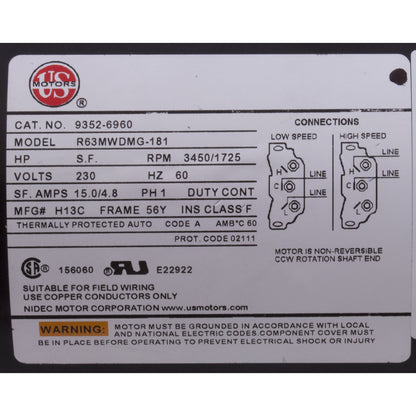 US
MOTORS
®
CAT. NO. 9352-6960
MODEL R63MWDMG-181
HP S.F. RPM 3450/1725
VOLTS 230 HZ 60
SF. AMPS 15.0/4.8 PH 1 DUTY CONT
MFG# H13C FRAME 56Y INS CLASS F
THERMALLY PROTECTED AUTO CODE A AMB°C 60
PROT. CODE 02111
SA ® 156060 RU E22922
SUITABLE FOR FIELD WIRING
USE COPPER CONDUCTORS ONLY
NIDEC MOTOR CORPORATION www.usmotors.com
CONNECTIONS
LOW SPEED HIGH SPEED
H C L LINE LINE
H C L LINE LINE
MOTOR IS NON-REVERSIBLE
CCW ROTATION SHAFT END
WARNING: MOTOR MUST BE GROUNDED IN ACCORDANCE WITH LOCAL
AND NATIONAL ELECTRICAL CODES.COMPONENT COVER MUST
BE IN PLACE BEFORE OPERATING TO PREVENT ELECTRICAL SHOCK OR INJURY